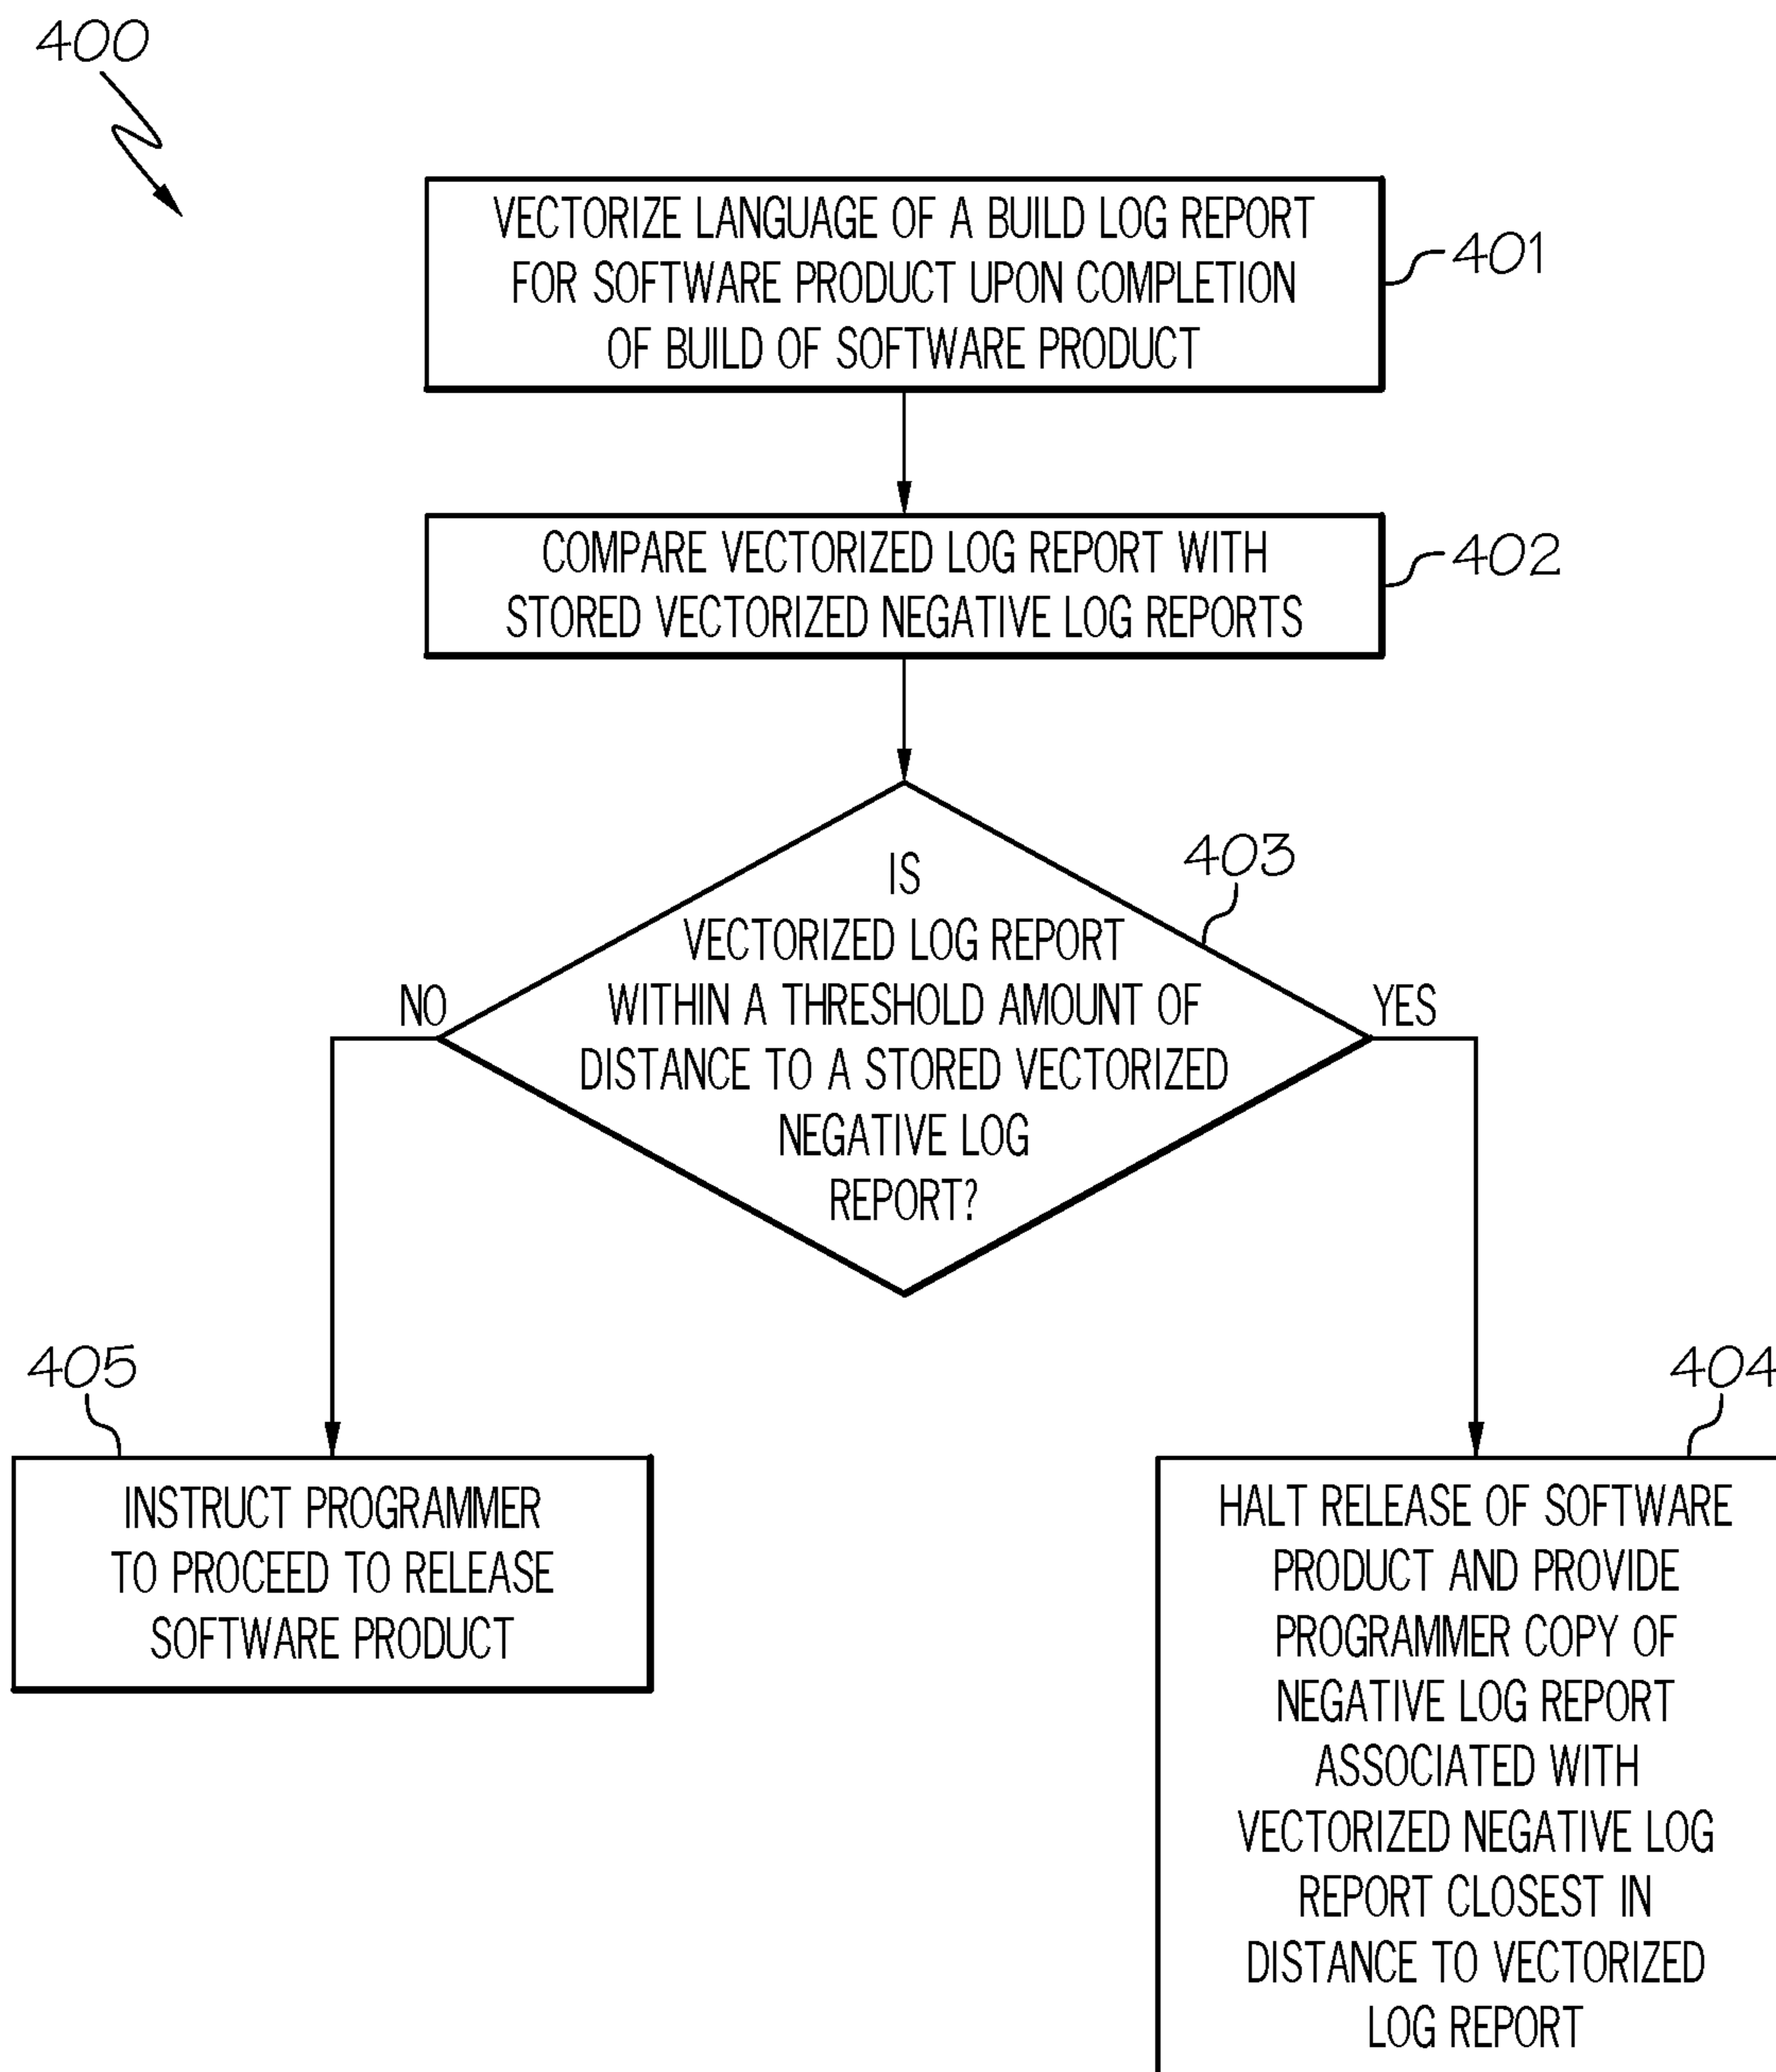 400
VECTORIZE LANGUAGE OF A BUILD LOG REPORT
FOR SOFTWARE PRODUCT UPON COMPLETION
OF BUILD OF SOFTWARE PRODUCT
401
COMPARE VECTORIZED LOG REPORT WITH
STORED VECTORIZED NEGATIVE LOG REPORTS
402
IS
VECTORIZED LOG REPORT
WITHIN A THRESHOLD AMOUNT OF
DISTANCE TO A STORED VECTORIZED
NEGATIVE LOG
REPORT?
403
NO
YES
405
INSTRUCT PROGRAMMER
TO PROCEED TO RELEASE
SOFTWARE PRODUCT
404
HALT RELEASE OF SOFTWARE
PRODUCT AND PROVIDE
PROGRAMMER COPY OF
NEGATIVE LOG REPORT
ASSOCIATED WITH
VECTORIZED NEGATIVE LOG
REPORT CLOSEST IN
DISTANCE TO VECTORIZED
LOG REPORT